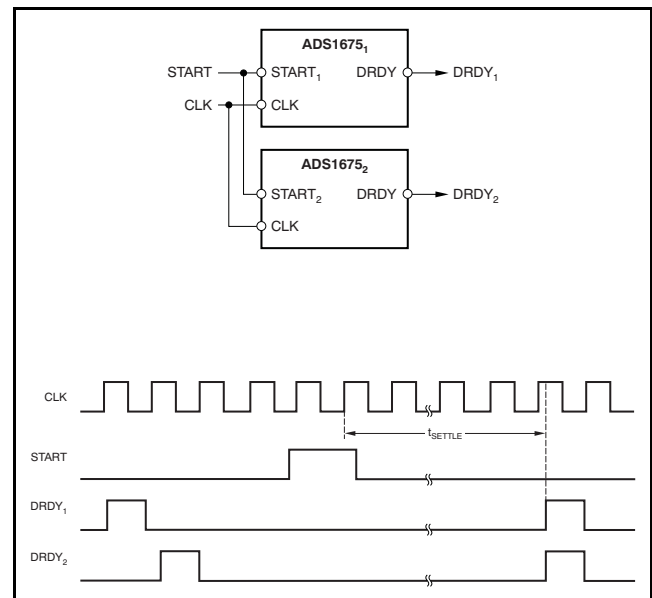 ADS1675₁
START START₁ DRDY DRDY₁
CLK CLK
ADS1675₂
START₂ DRDY DRDY₂
CLK
CLK
tSETTLE
START
DRDY₁
DRDY₂